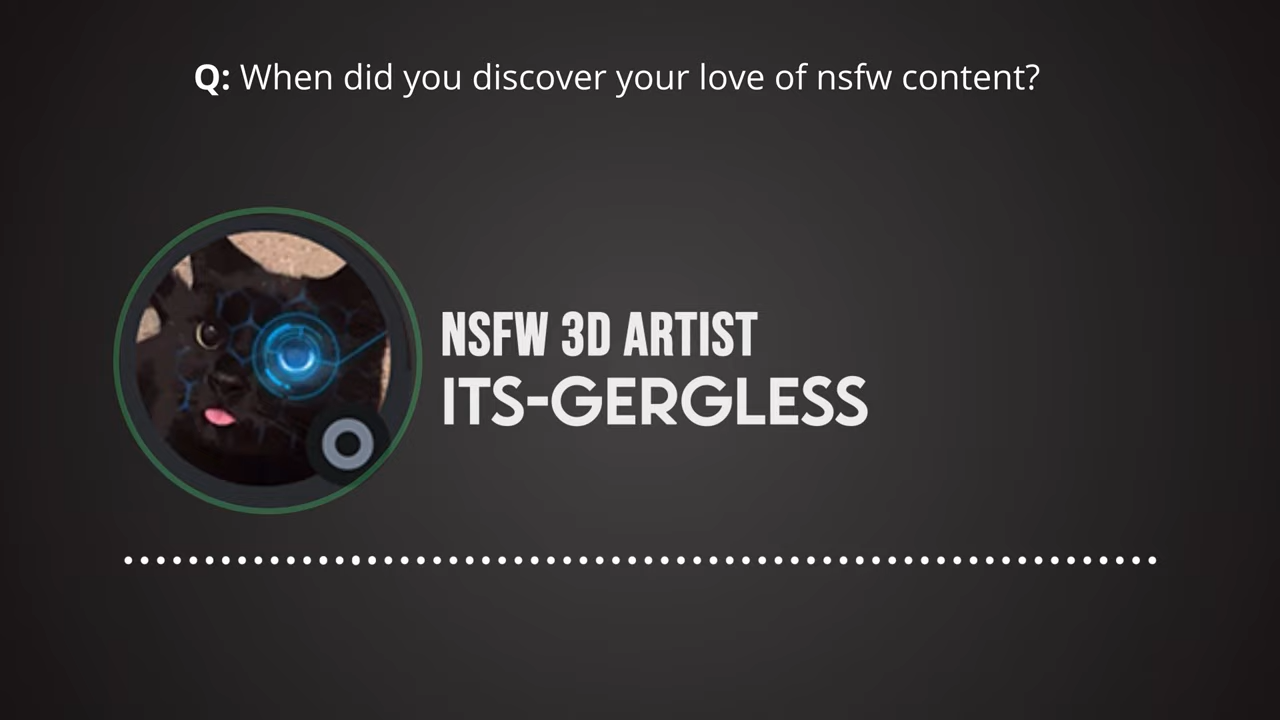 Q: When did you discover your love of nsfw content?
NSFW 3D ARTIST
ITS-GERGLESS